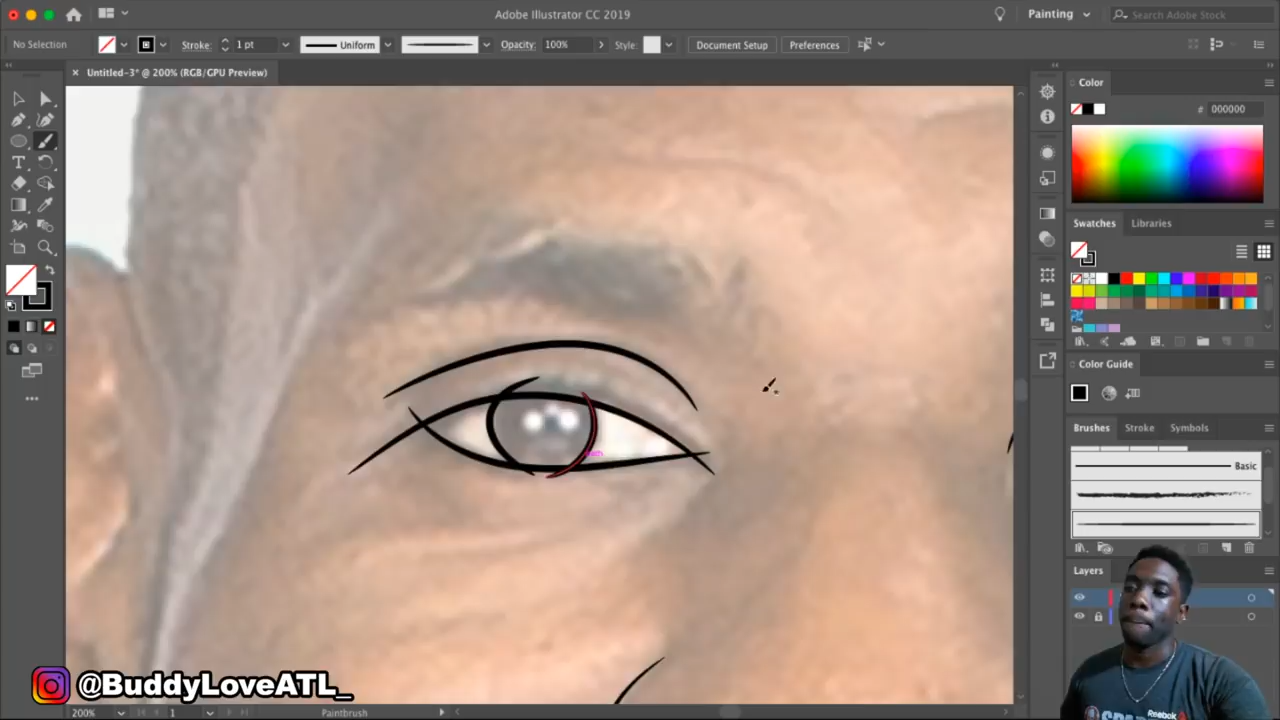 Adobe Illustrator CC 2019
Painting
Search Adobe Stock
No Selection
Stroke:
1 pt
Uniform
Opacity:
100%
Style:
Document Setup
Preferences
× Untitled-3* @ 200% (RGB/GPU Preview)
Color
# 000000
Swatches
Libraries
Color Guide
Brushes
Stroke
Symbols
Basic
Layers
path
Reebok
@BuddyLoveATL_
200%
1
Paintbrush